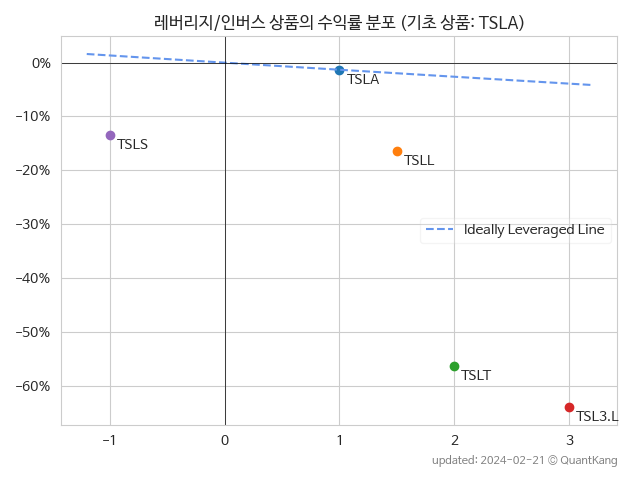 레버리지/인버스 상품의 수익률 분포 (기초 상품: TSLA)
0%
−10%
−20%
−30%
−40%
−50%
−60%
TSLA
TSLS
TSLL
Ideally Leveraged Line
TSLT
TSL3.L
−1
0
1
2
3
updated: 2024-02-21 © QuantKang